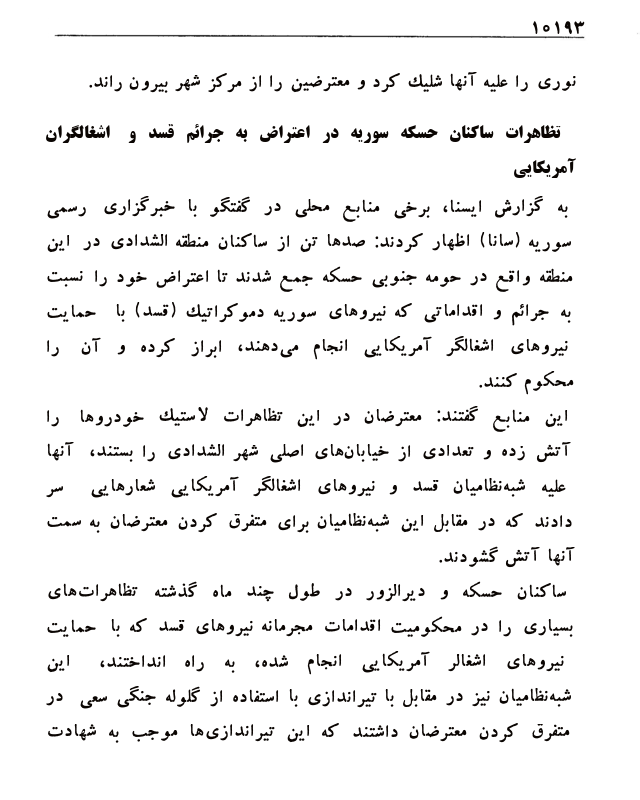 ۱۰۱۹۳
نوری را علیه آنها شلیك کرد و معترضین را از مرکز شهر بیرون راند.
تظاهرات ساکنان حسکه سوریه در اعتراض به جرائم قسد و اشغالگران
آمریکایی
به گزارش ایسنا، برخی منابع محلی در گفتگو با خبرگزاری رسمی
سوریه (سانا) اظهار کردند: صدها تن از ساکنان منطقه الشدادی در این
منطقه واقع در حومه جنوبی حسکه جمع شدند تا اعتراض خود را نسبت
به جرائم و اقداماتی که نیروهای سوریه دموکراتیك (قسد) با حمایت
نیروهای اشغالگر آمریکایی انجام می‌دهند، ابراز کرده و آن را
محکوم کنند.
این منابع گفتند: معترضان در این تظاهرات لاستیك خودروها را
آتش زده و تعدادی از خیابان‌های اصلی شهر الشدادی را بستند، آنها
علیه شبه‌نظامیان قسد و نیروهای اشغالگر آمریکایی شعارهایی سر
دادند که در مقابل این شبه‌نظامیان برای متفرق کردن معترضان به سمت
آنها آتش گشودند.
ساکنان حسکه و دیرالزور در طول چند ماه گذشته تظاهرات‌های
بسیاری را در محکومیت اقدامات مجرمانه نیروهای قسد که با حمایت
نیروهای اشغالر آمریکایی انجام شده، به راه انداختند، این
شبه‌نظامیان نیز در مقابل با تیراندازی با استفاده از گلوله جنگی سعی در
متفرق کردن معترضان داشتند که این تیراندازی‌ها موجب به شهادت